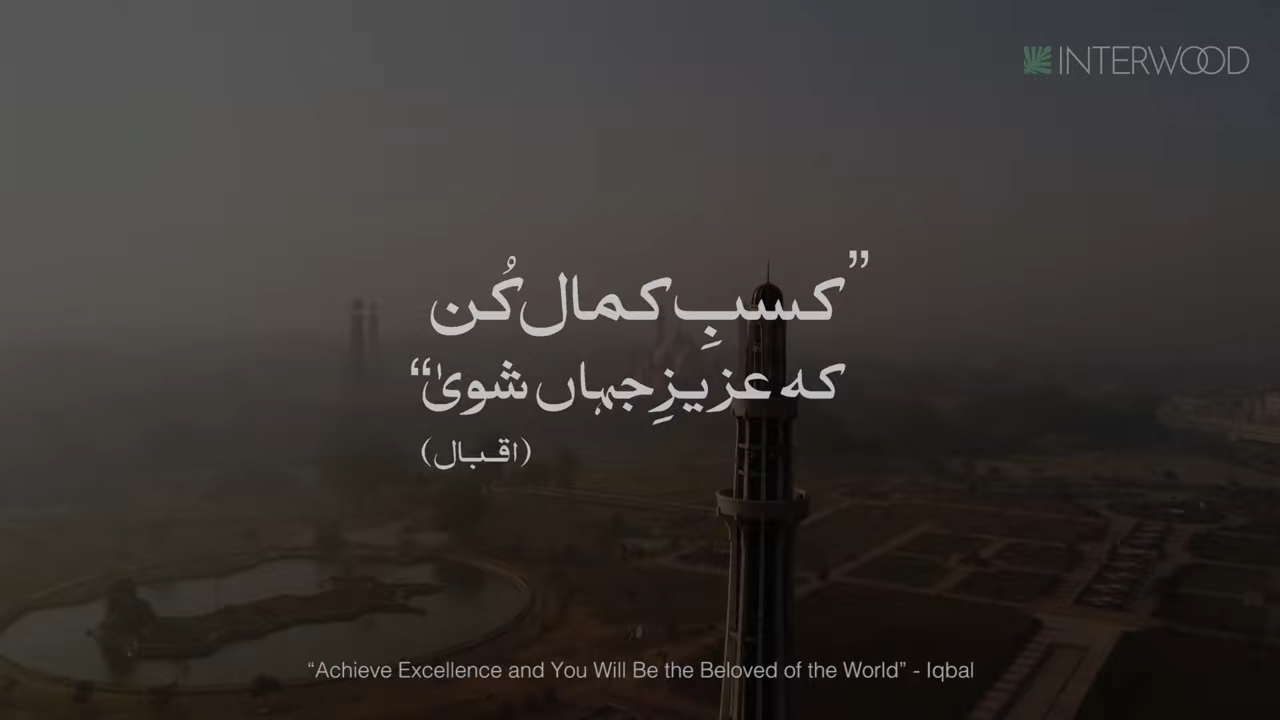 INTERWOOD
”کسبِ کمال کُن
که عزیزِ جہاں شویٰ“
(اقبال)
“Achieve Excellence and You Will Be the Beloved of the World” - Iqbal